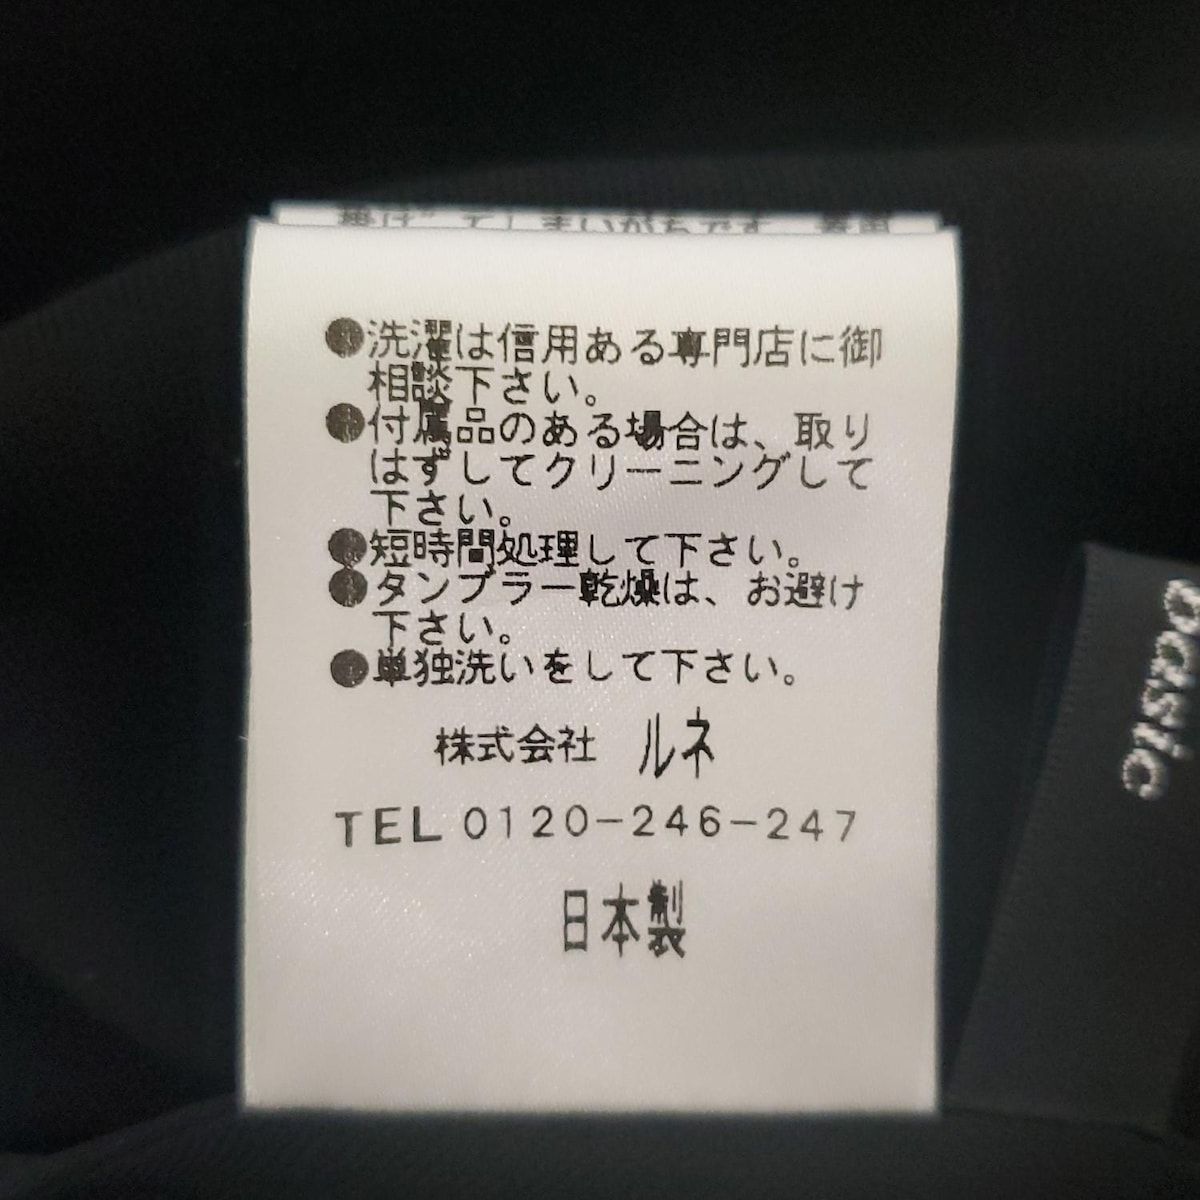 ●洗濯は信用ある専門店に御
相談下さい。
●付属品のある場合は、取り
はずしてクリーニングして
下さい。
●短時間処理して下さい。
●タンブラー乾燥は、お避け
下さい。
●単独洗いをして下さい。
株式会社 ルネ
TEL 0120-246-247
日本製
Basic